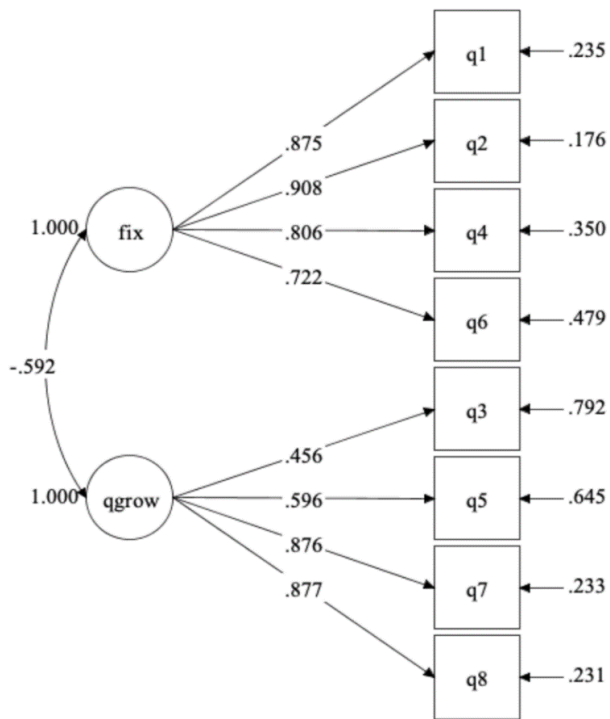 q1
.235
.875
q2
.176
.908
1.000
fix
.806
q4
.350
.722
q6
.479
-.592
q3
.792
.456
1.000
qgrow
.596
q5
.645
.876
q7
.233
.877
q8
.231